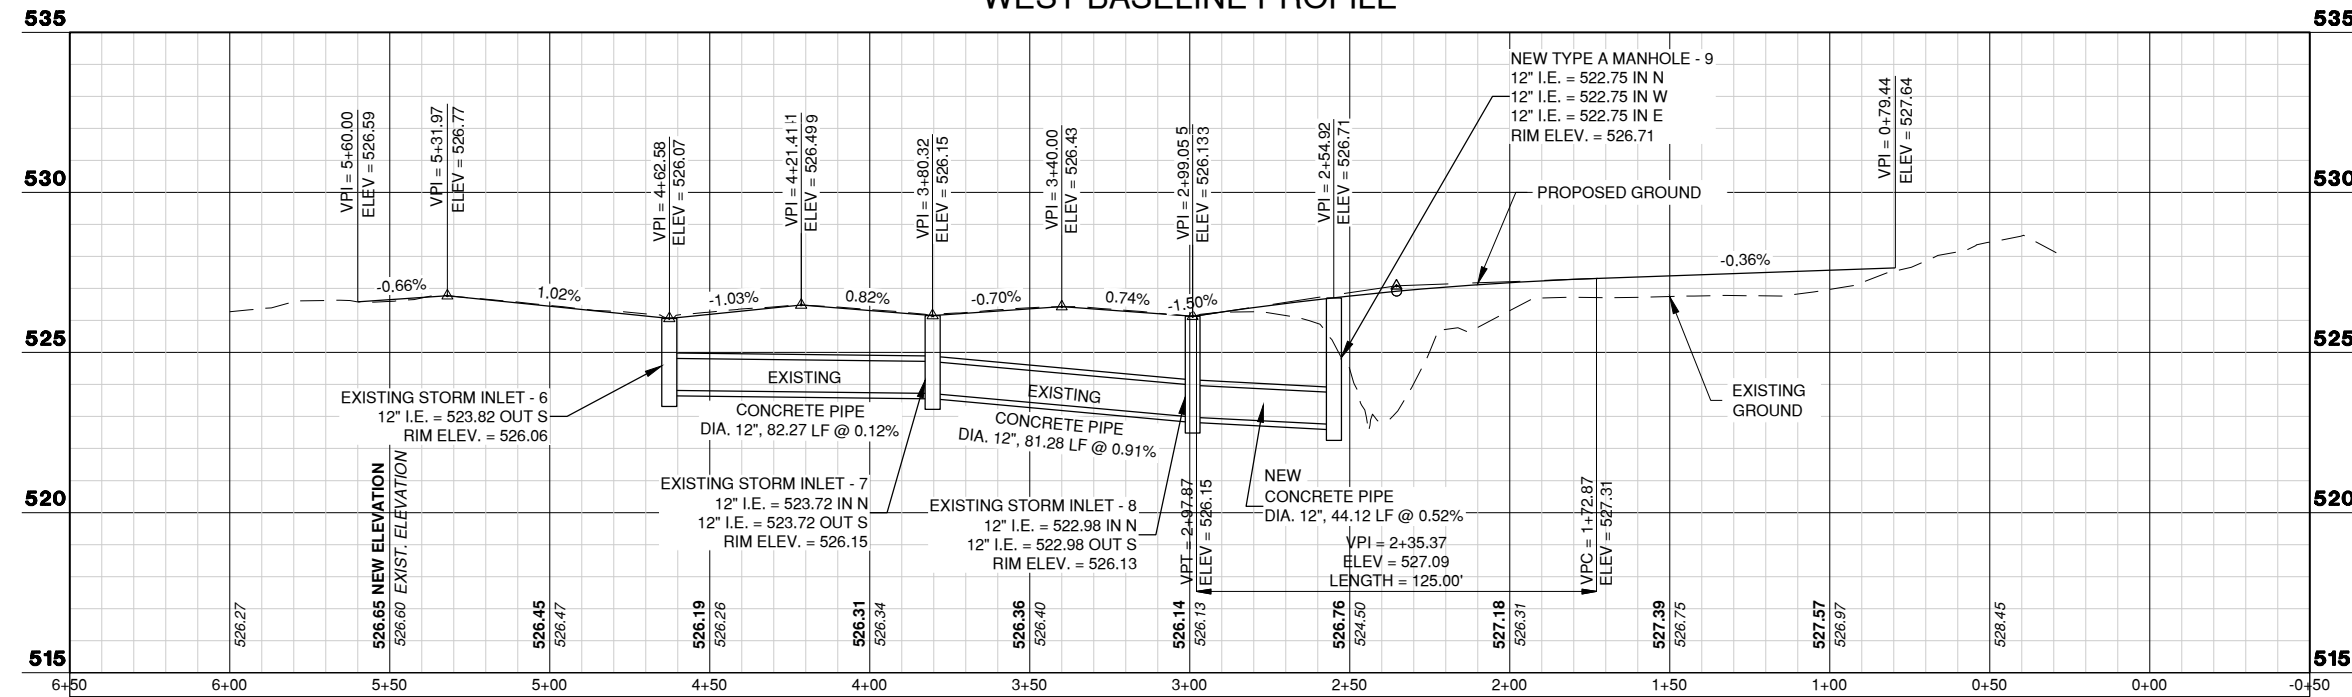 WEST BASELINE PROFILE
535
535
530
530
525
525
520
520
515
515
VPI = 5+60.00
ELEV = 526.59
VPI = 5+31.97
ELEV = 526.77
VPI = 4+62.58
ELEV = 526.07
VPI = 4+21.41
ELEV = 526.49
VPI = 3+80.32
ELEV = 526.15
VPI = 3+40.00
ELEV = 526.43
VPI = 2+99.05
ELEV = 526.13
VPI = 2+54.92
ELEV = 526.71
VPI = 0+79.44
ELEV = 527.64
NEW TYPE A MANHOLE - 9
12" I.E. = 522.75 IN N
12" I.E. = 522.75 IN W
12" I.E. = 522.75 IN E
RIM ELEV. = 526.71
PROPOSED GROUND
-0.66%
1.02%
-1.03%
0.82%
-0.70%
0.74%
-1.50%
-0.36%
EXISTING STORM INLET - 6
12" I.E. = 523.82 OUT S
RIM ELEV. = 526.06
EXISTING
CONCRETE PIPE
DIA. 12", 82.27 LF @ 0.12%
EXISTING
CONCRETE PIPE
DIA. 12", 81.28 LF @ 0.91%
EXISTING
GROUND
EXISTING STORM INLET - 7
12" I.E. = 523.72 IN N
12" I.E. = 523.72 OUT S
RIM ELEV. = 526.15
EXISTING STORM INLET - 8
12" I.E. = 522.98 IN N
12" I.E. = 522.98 OUT S
RIM ELEV. = 526.13
NEW
CONCRETE PIPE
DIA. 12", 44.12 LF @ 0.52%
VPT = 2+97.87
ELEV = 526.15
VPI = 2+35.37
ELEV = 527.09
LENGTH = 125.00'
VPC = 1+72.87
ELEV = 527.31
526.27
526.65 NEW ELEVATION
526.60 EXIST. ELEVATION
526.45
526.47
526.19
526.26
526.31
526.34
526.36
526.40
526.14
526.13
526.76
524.50
527.18
526.31
527.39
526.75
527.57
526.97
528.45
6+50
6+00
5+50
5+00
4+50
4+00
3+50
3+00
2+50
2+00
1+50
1+00
0+50
0+00
-0+50